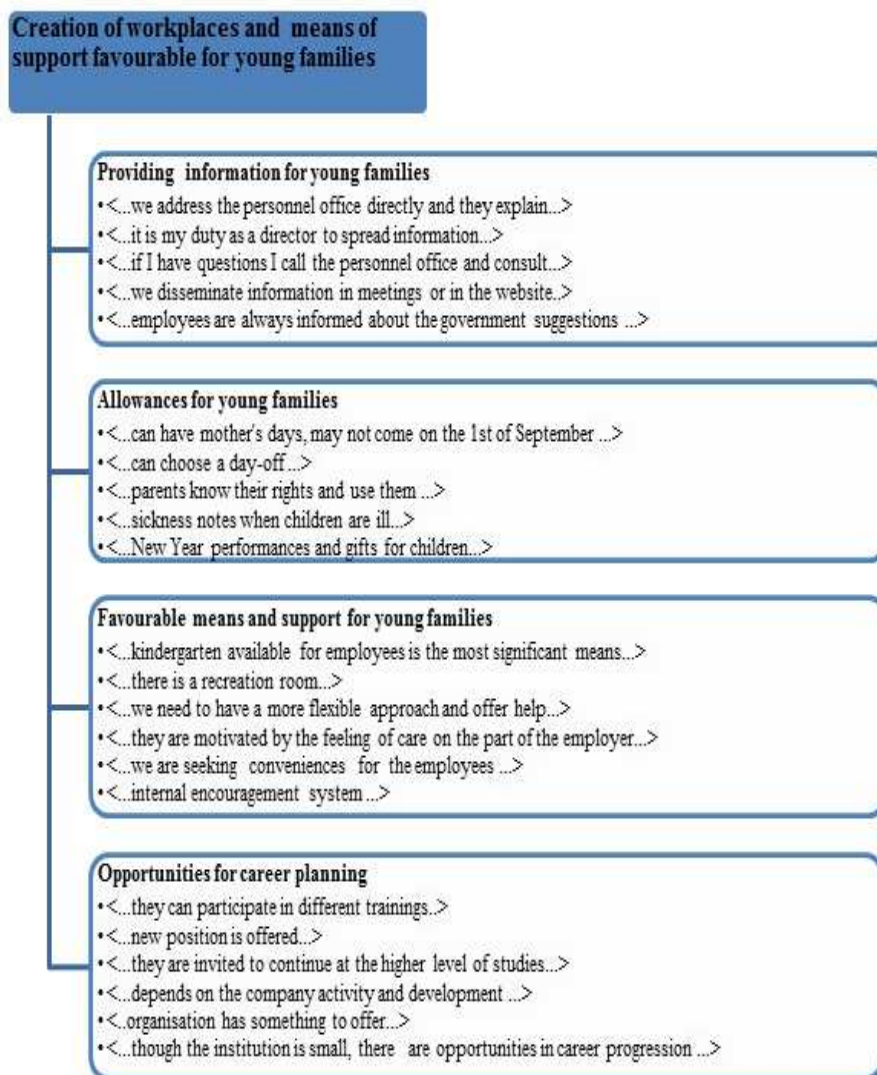 Creation of workplaces and means of
support favourable for young families
Providing information for young families
•<...we address the personnel office directly and they explain...>
•<...it is my duty as a director to spread information...>
•<...if I have questions I call the personnel office and consult...>
•<...we disseminate information in meetings or in the website..>
•<...employees are always informed about the government suggestions ...>
Allowances for young families
•<...can have mother's days, may not come on the 1st of September ...>
•<...can choose a day-off ...>
•<...parents know their rights and use them ...>
•<...sickness notes when children are ill...>
•<...New Year performances and gifts for children...>
Favourable means and support for young families
•<...kindergarten available for employees is the most significant means...>
•<...there is a recreation room...>
•<...we need to have a more flexible approach and offer help...>
•<...they are motivated by the feeling of care on the part of the employer...>
•<...we are seeking conveniences for the employees ...>
•<...internal encouragement system ...>
Opportunities for career planning
•<...they can participate in different trainings..>
•<...new position is offered...>
•<...they are invited to continue at the higher level of studies...>
•<...depends on the company activity and development ...>
•<..organisation has something to offer...>
•<...though the institution is small, there are opportunities in career progression ...>